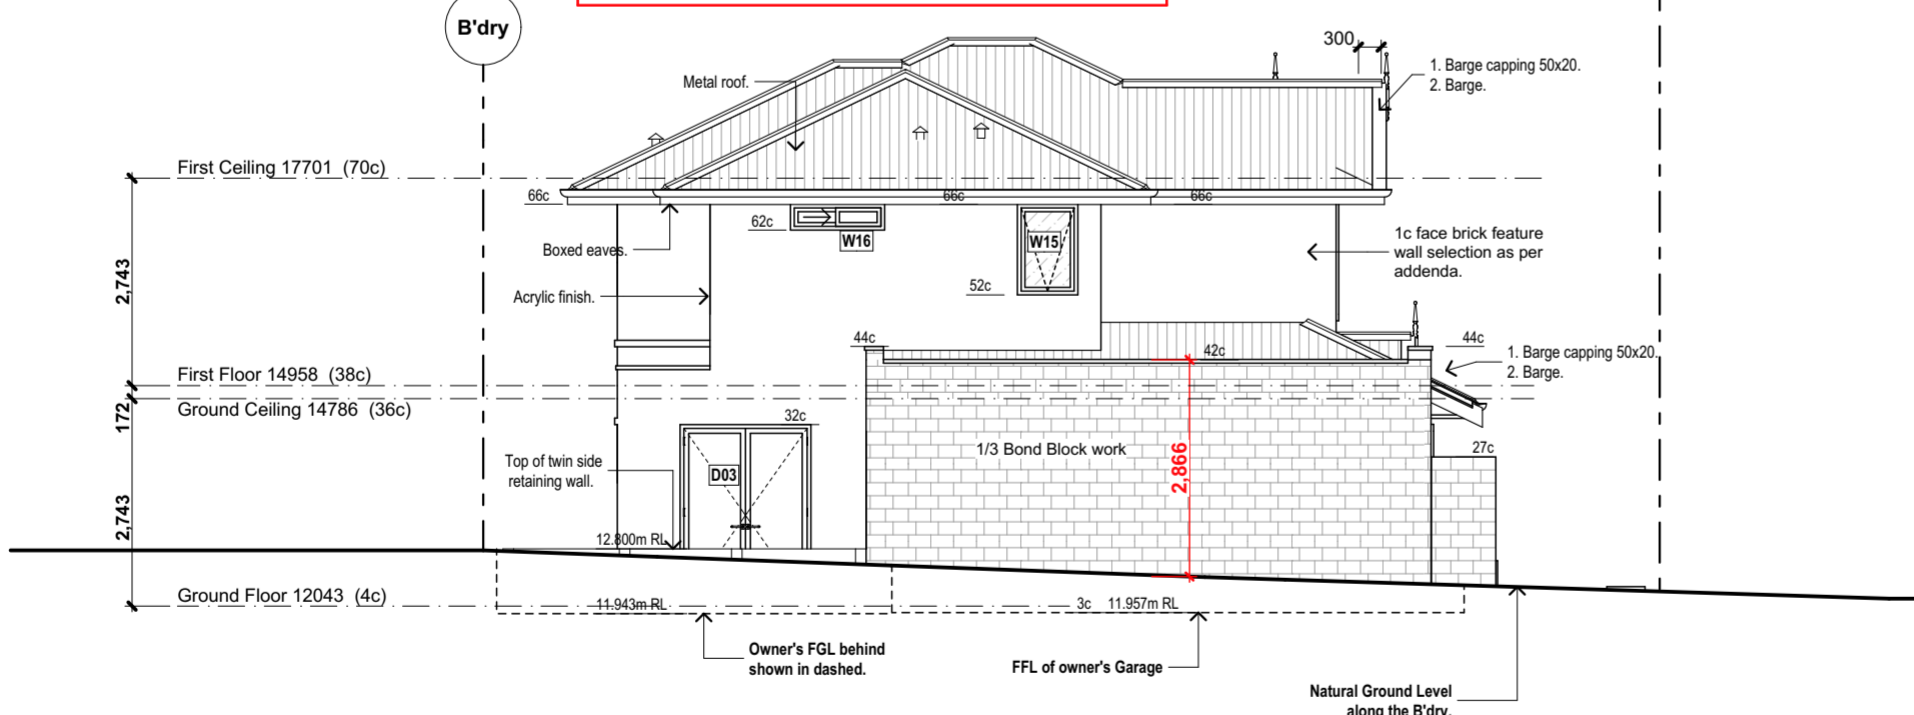 B'dry
300
1. Barge capping 50x20.
2. Barge.
Metal roof.
First Ceiling 17701 (70c)
66c
66c
66c
62c
W16
W15
Boxed eaves.
1c face brick feature
wall selection as per
addenda.
2,743
Acrylic finish.
52c
44c
42c
44c
1. Barge capping 50x20.
2. Barge.
First Floor 14958 (38c)
172
Ground Ceiling 14786 (36c)
32c
1/3 Bond Block work
2,866
27c
Top of twin side
retaining wall.
D03
2,743
12.800m RL
Ground Floor 12043 (4c)
11.943m RL
3c 11.957m RL
Owner's FGL behind
shown in dashed.
FFL of owner's Garage
Natural Ground Level
along the B'dry.